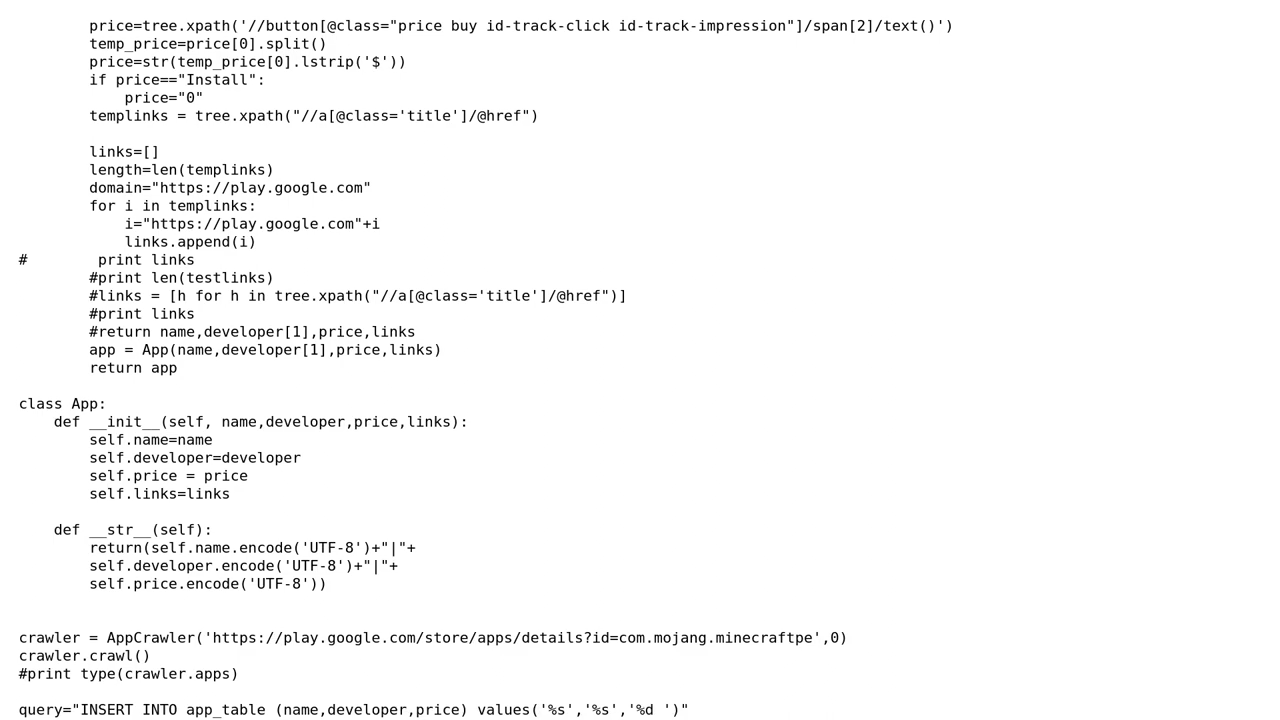 price=tree.xpath('//button[@class="price buy id-track-click id-track-impression"]/span[2]/text()')
        temp_price=price[0].split()
        price=str(temp_price[0].lstrip('$'))
        if price=="Install":
            price="0"
        templinks = tree.xpath("//a[@class='title']/@href")

        links=[]
        length=len(templinks)
        domain="https://play.google.com"
        for i in templinks:
            i="https://play.google.com"+i
            links.append(i)
#        print links
        #print len(testlinks)
        #links = [h for h in tree.xpath("//a[@class='title']/@href")]
        #print links
        #return name,developer[1],price,links
        app = App(name,developer[1],price,links)
        return app

class App:
    def __init__(self, name,developer,price,links):
        self.name=name
        self.developer=developer
        self.price = price
        self.links=links

    def __str__(self):
        return(self.name.encode('UTF-8')+"|"+
        self.developer.encode('UTF-8')+"|"+
        self.price.encode('UTF-8'))


crawler = AppCrawler('https://play.google.com/store/apps/details?id=com.mojang.minecraftpe',0)
crawler.crawl()
#print type(crawler.apps)

query="INSERT INTO app_table (name,developer,price) values('%s','%s','%d ')"